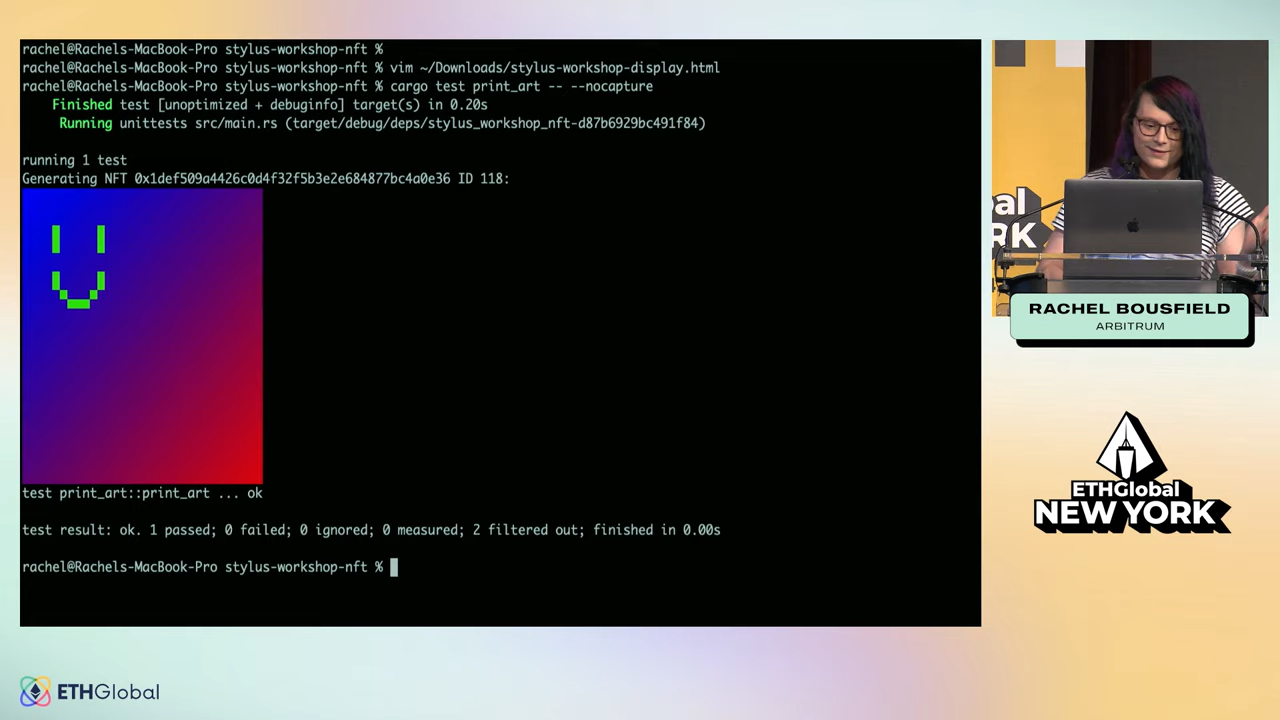 rachel@Rachels-MacBook-Pro stylus-workshop-nft %
rachel@Rachels-MacBook-Pro stylus-workshop-nft % vim ~/Downloads/stylus-workshop-display.html
rachel@Rachels-MacBook-Pro stylus-workshop-nft % cargo test print_art -- --nocapture
Finished test [unoptimized + debuginfo] target(s) in 0.20s
Running unittests src/main.rs (target/debug/deps/stylus_workshop_nft-d87b6929bc491f84)
running 1 test
Generating NFT 0x1def509a4426c0d4f32f5b3e2e684877bc4a0e36 ID 118:
test print_art::print_art ... ok
test result: ok. 1 passed; 0 failed; 0 ignored; 0 measured; 2 filtered out; finished in 0.00s
rachel@Rachels-MacBook-Pro stylus-workshop-nft %
bal
RK
RACHEL BOUSFIELD
ARBITRUM
ETHGlobal
NEW YORK
ETHGlobal